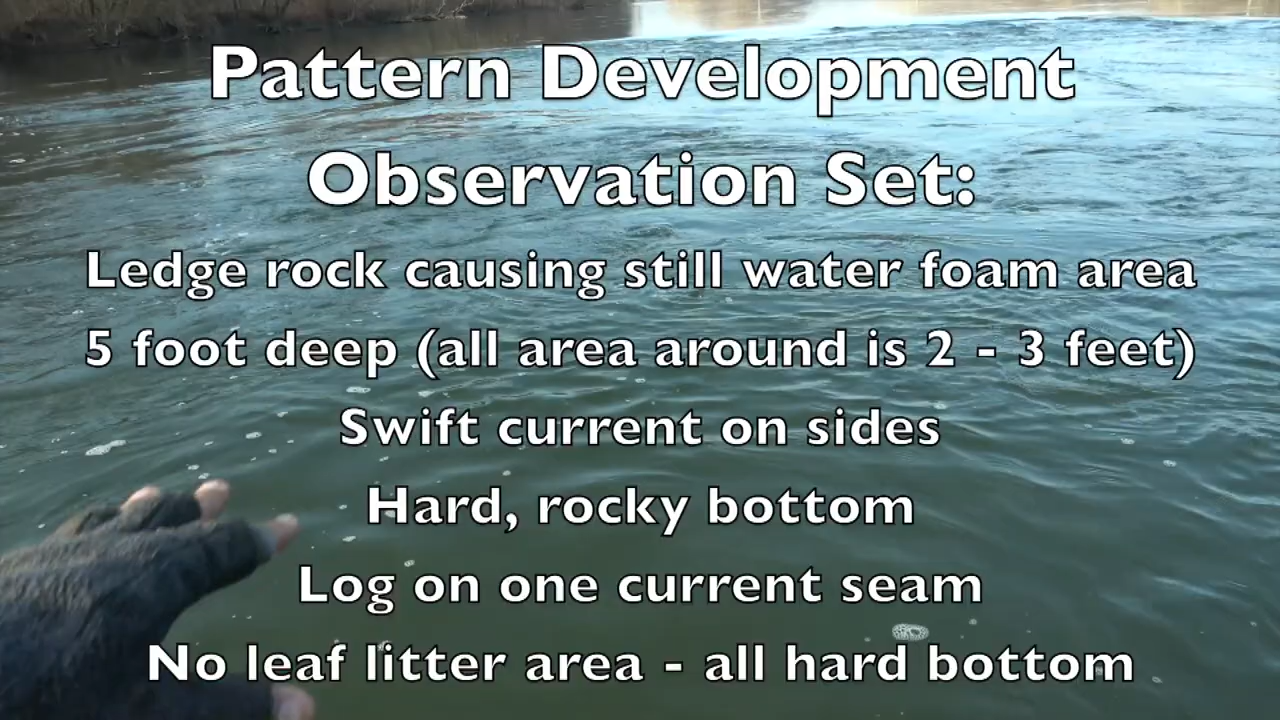 Pattern Development
Observation Set:
Ledge rock causing still water foam area
5 foot deep (all area around is 2 - 3 feet)
Swift current on sides
Hard, rocky bottom
Log on one current seam
No leaf litter area - all hard bottom